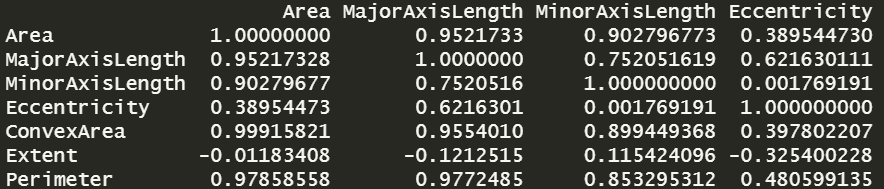 Area MajorAxisLength MinorAxisLength Eccentricity
Area 1.00000000 0.9521733 0.902796773 0.389544730
MajorAxisLength 0.95217328 1.0000000 0.752051619 0.621630111
MinorAxisLength 0.90279677 0.7520516 1.000000000 0.001769191
Eccentricity 0.38954473 0.6216301 0.001769191 1.000000000
ConvexArea 0.99915821 0.9554010 0.899449368 0.397802207
Extent -0.01183408 -0.1212515 0.115424096 -0.325400228
Perimeter 0.97858558 0.9772485 0.853295312 0.480599135